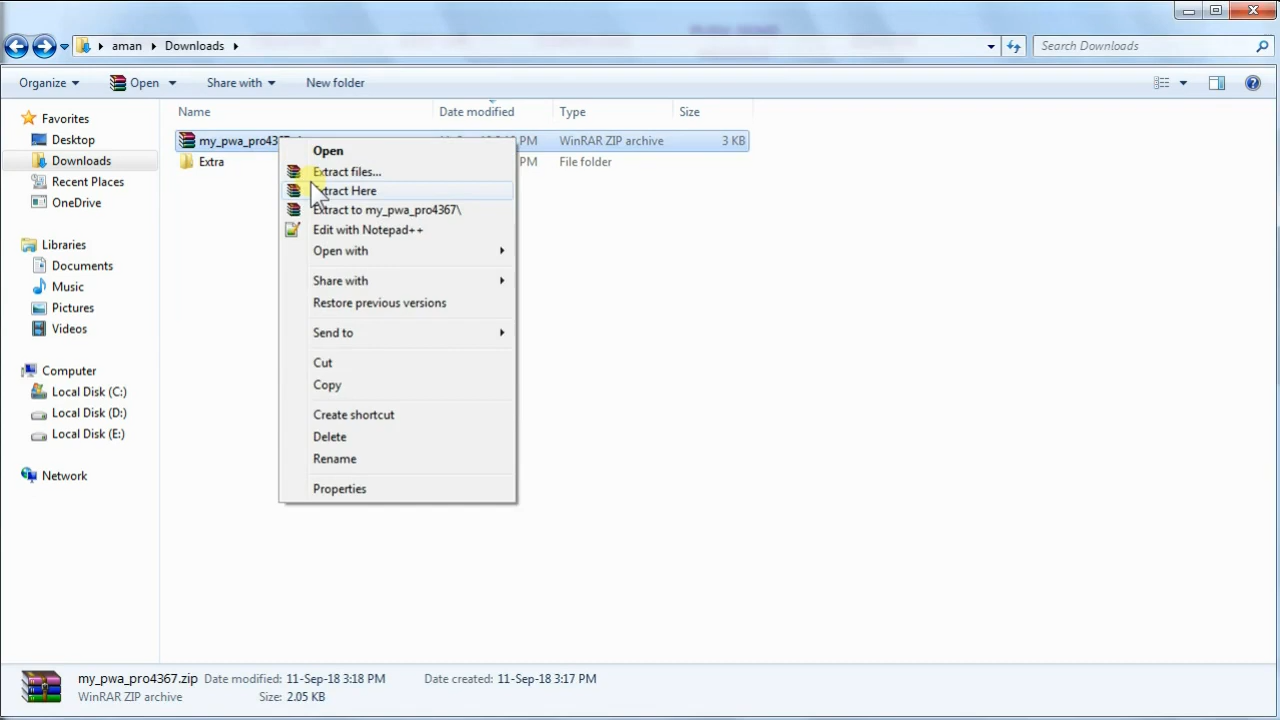 aman Downloads Search Downloads
Organize Open Share with New folder
Name Date modified Type Size
Favorites
Desktop
Downloads
Recent Places
OneDrive
Libraries
Documents
Music
Pictures
Videos
Computer
Local Disk (C:)
Local Disk (D:)
Local Disk (E:)
Network
PM WinRAR ZIP archive 3 KB
Extra PM File folder
Open
Extract files...
Here
Extract to my_pwa_pro4367\
Edit with Notepad++
Open with
Share with
Restore previous versions
Send to
Cut
Copy
Create shortcut
Delete
Rename
Properties
my_pwa_pro4367.zip Date modified: 11-Sep-18 3:18 PM Date created: 11-Sep-18 3:17 PM
WinRAR ZIP archive Size: 2.05 KB